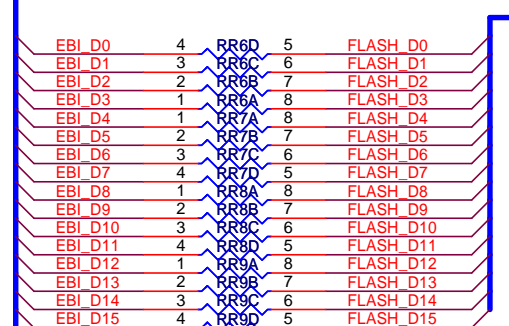 EBI_D0 4 RR6D 5 FLASH_D0
EBI_D1 3 RR6C 6 FLASH_D1
EBI_D2 2 RR6B 7 FLASH_D2
EBI_D3 1 RR6A 8 FLASH_D3
EBI_D4 1 RR7A 8 FLASH_D4
EBI_D5 2 RR7B 7 FLASH_D5
EBI_D6 3 RR7C 6 FLASH_D6
EBI_D7 4 RR7D 5 FLASH_D7
EBI_D8 1 RR8A 8 FLASH_D8
EBI_D9 2 RR8B 7 FLASH_D9
EBI_D10 3 RR8C 6 FLASH_D10
EBI_D11 4 RR8D 5 FLASH_D11
EBI_D12 1 RR9A 8 FLASH_D12
EBI_D13 2 RR9B 7 FLASH_D13
EBI_D14 3 RR9C 6 FLASH_D14
EBI_D15 4 RR9D 5 FLASH_D15